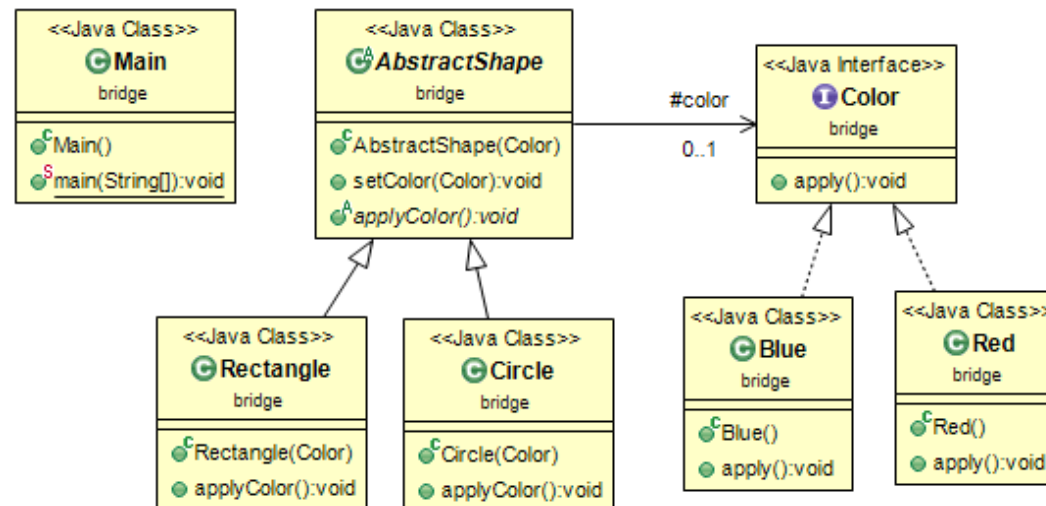 <<Java Class>>
Main
bridge
Main()
main(String[]):void
<<Java Class>>
AbstractShape
bridge
AbstractShape(Color)
setColor(Color):void
applyColor():void
#color
0..1
<<Java Interface>>
Color
bridge
apply():void
<<Java Class>>
Rectangle
bridge
Rectangle(Color)
applyColor():void
<<Java Class>>
Circle
bridge
Circle(Color)
applyColor():void
<<Java Class>>
Blue
bridge
Blue()
apply():void
<<Java Class>>
Red
bridge
Red()
apply():void